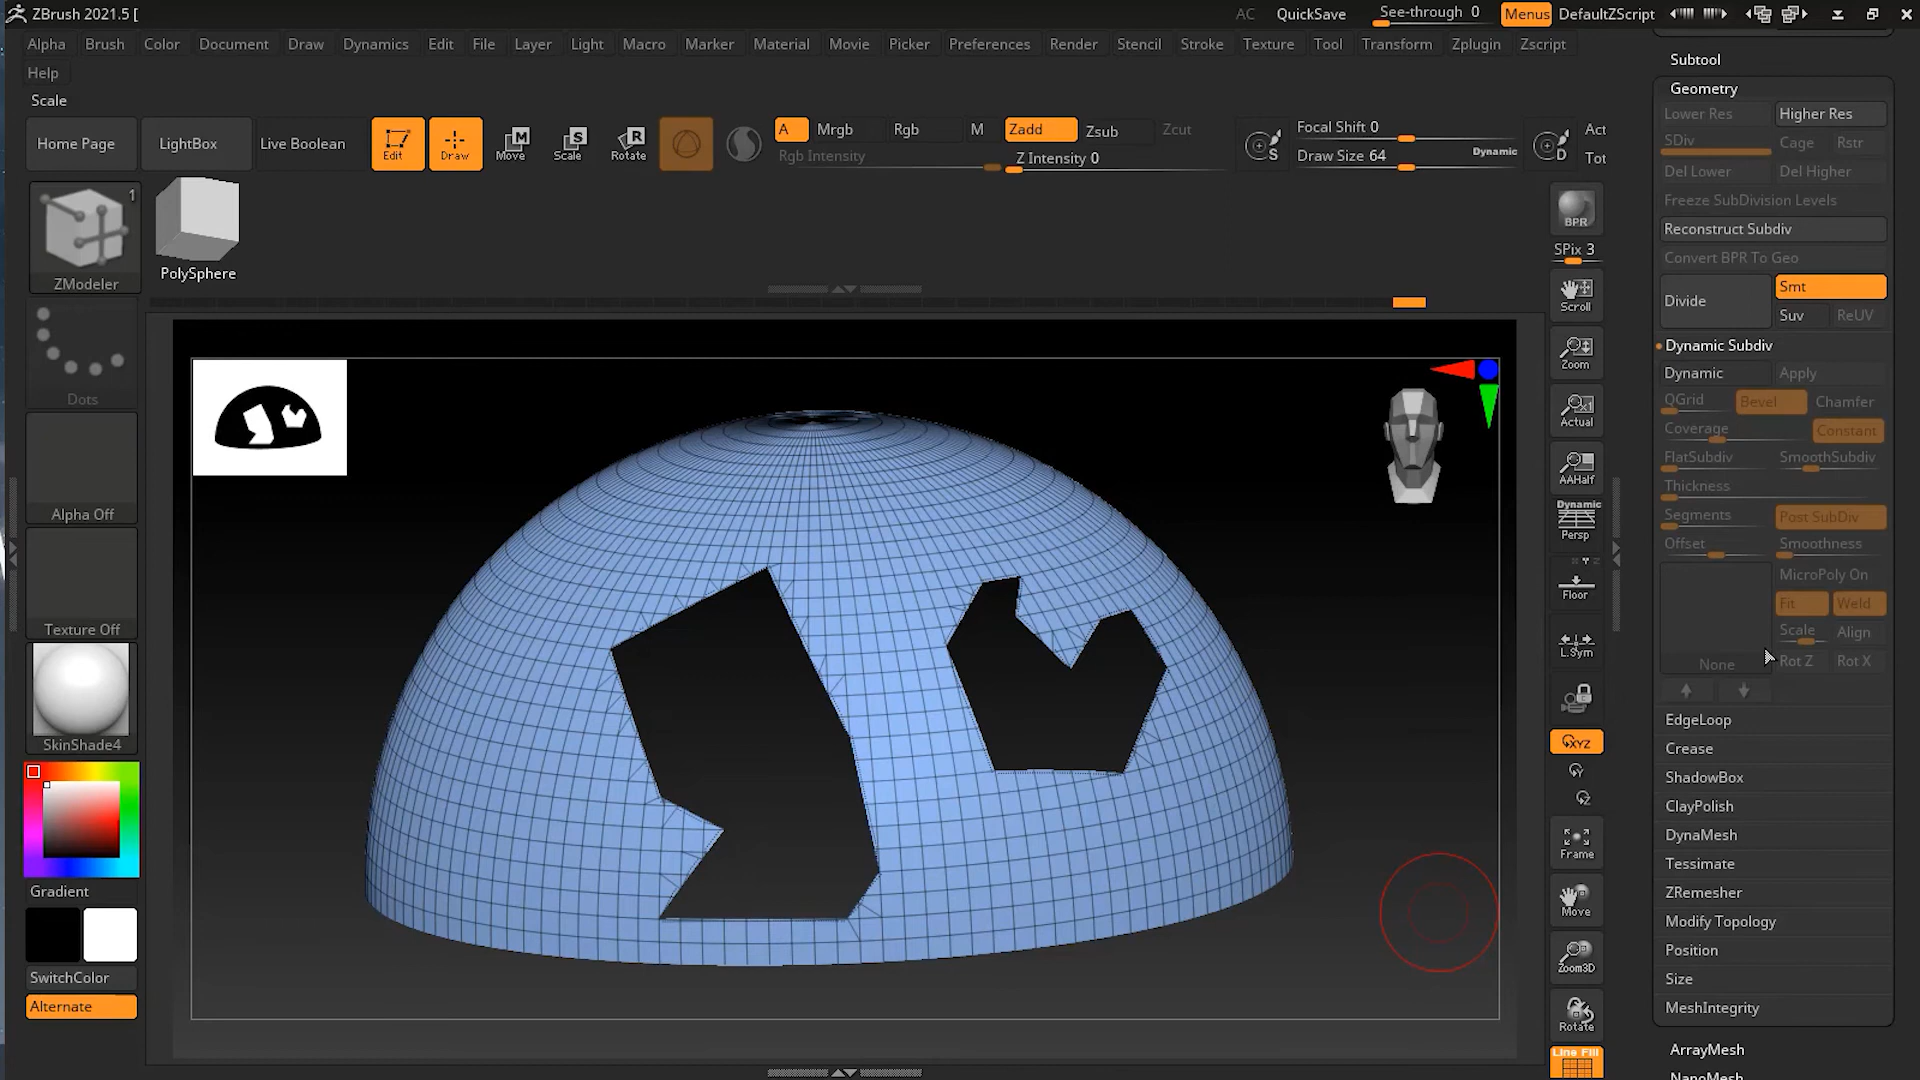 ZBrush 2021.5 [
AC
QuickSave
See-through 0
Menus
DefaultZScript
Alpha
Brush
Color
Document
Draw
Dynamics
Edit
File
Layer
Light
Macro
Marker
Material
Movie
Picker
Preferences
Render
Stencil
Stroke
Texture
Tool
Transform
Zplugin
Zscript
Help
Scale
Home Page
LightBox
Live Boolean
Edit
Draw
M
Move
S
Scale
R
Rotate
A
Mrgb
Rgb
M
Zadd
Zsub
Zcut
Rgb Intensity
Z Intensity 0
S
Focal Shift 0
Draw Size 64
Dynamic
D
Act
Tot
1
ZModeler
PolySphere
Dots
Alpha Off
Texture Off
SkinShade4
Gradient
SwitchColor
Alternate
BPR
SPix 3
Scroll
Zoom
x1
Actual
AAHalf
Dynamic
Persp
Floor
L.Sym
XYZ
Y
Z
Frame
Move
Zoom3D
Rotate
Line Fill
Subtool
Geometry
Lower Res
Higher Res
SDiv
Cage
Rstr
Del Lower
Del Higher
Freeze SubDivision Levels
Reconstruct Subdiv
Convert BPR To Geo
Divide
Smt
Suv
ReUV
Dynamic Subdiv
Dynamic
Apply
QGrid
Bevel
Chamfer
Coverage
Constant
FlatSubdiv
SmoothSubdiv
Thickness
Segments
Post SubDiv
Offset
Smoothness
MicroPoly On
Fit
Weld
Scale
Align
None
Rot Z
Rot X
EdgeLoop
Crease
ShadowBox
ClayPolish
DynaMesh
Tessimate
ZRemesher
Modify Topology
Position
Size
MeshIntegrity
ArrayMesh
NanoMesh